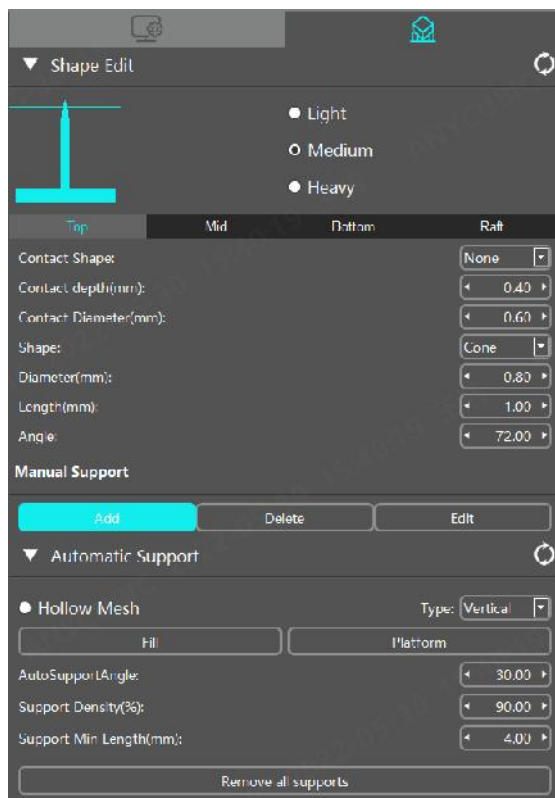 Shape Edit
Light
Medium
Heavy
Top Mid Bottom Raft
Contact Shape: None
Contact depth(mm): 0.40
Contact Diameter(mm): 0.60
Shape: Cone
Diameter(mm): 0.80
Length(mm): 1.00
Angle: 72.00
Manual Support
Add Delete Edit
Automatic Support
Hollow Mesh Type: Vertical
Fill Platform
AutoSupportAngle: 30.00
Support Density(%): 90.00
Support Min Length(mm): 4.00
Remove all supports